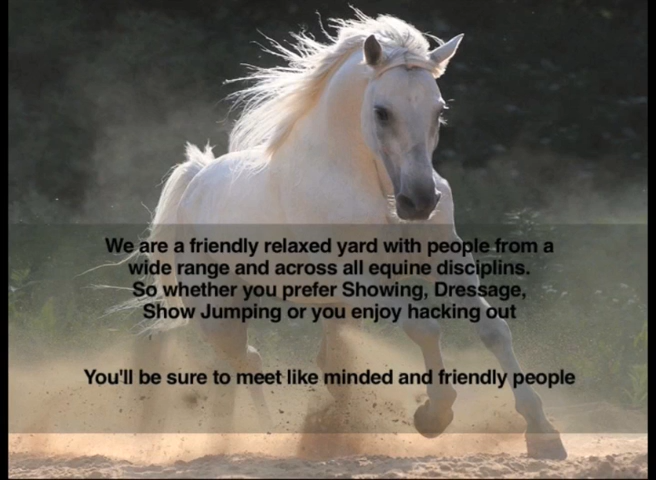 We are a friendly relaxed yard with people from a
wide range and across all equine disciplins.
So whether you prefer Showing, Dressage,
Show Jumping or you enjoy hacking out
You'll be sure to meet like minded and friendly people